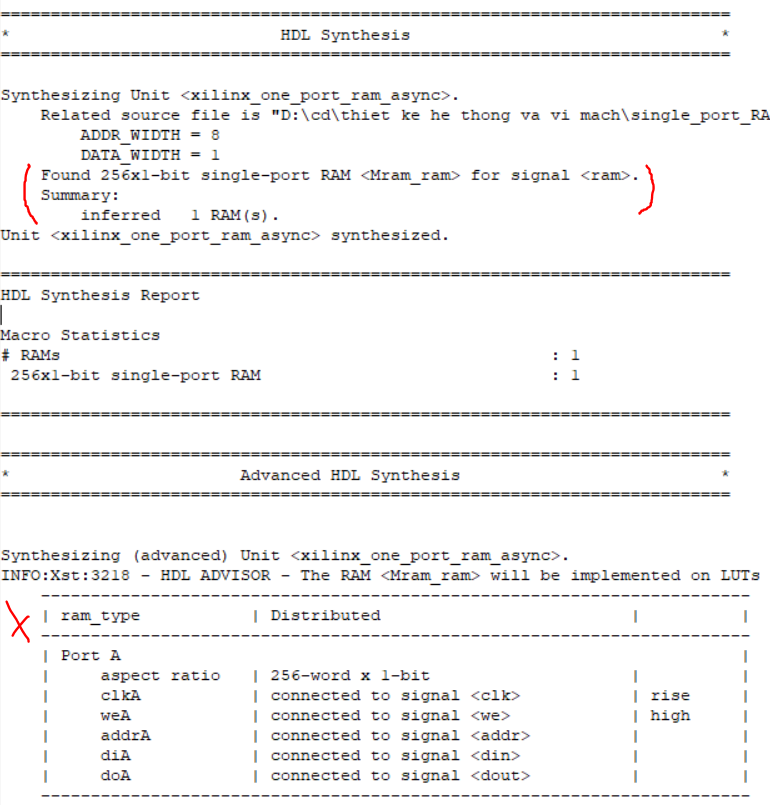 =========================================================================
*                            HDL Synthesis                               *
=========================================================================
Synthesizing Unit <xilinx_one_port_ram_async>.
    Related source file is "D:\cd\thiet ke he thong va vi mach\single_port_RA
        ADDR_WIDTH = 8
        DATA_WIDTH = 1
    Found 256x1-bit single-port RAM <Mram_ram> for signal <ram>.
    Summary:
        inferred   1 RAM(s).
Unit <xilinx_one_port_ram_async> synthesized.
=========================================================================
HDL Synthesis Report
Macro Statistics
# RAMs                                                 : 1
 256x1-bit single-port RAM                             : 1
=========================================================================
=========================================================================
*                       Advanced HDL Synthesis                           *
=========================================================================
Synthesizing (advanced) Unit <xilinx_one_port_ram_async>.
INFO:Xst:3218 - HDL ADVISOR - The RAM <Mram_ram> will be implemented on LUTs
    -----------------------------------------------------------------------
    | ram_type           | Distributed                         |          |
    -----------------------------------------------------------------------
    | Port A                                                              |
    |     aspect ratio   | 256-word x 1-bit                    |          |
    |     clkA           | connected to signal <clk>           | rise     |
    |     weA            | connected to signal <we>            | high     |
    |     addrA          | connected to signal <addr>          |          |
    |     diA            | connected to signal <din>           |          |
    |     doA            | connected to signal <dout>          |          |
    -----------------------------------------------------------------------